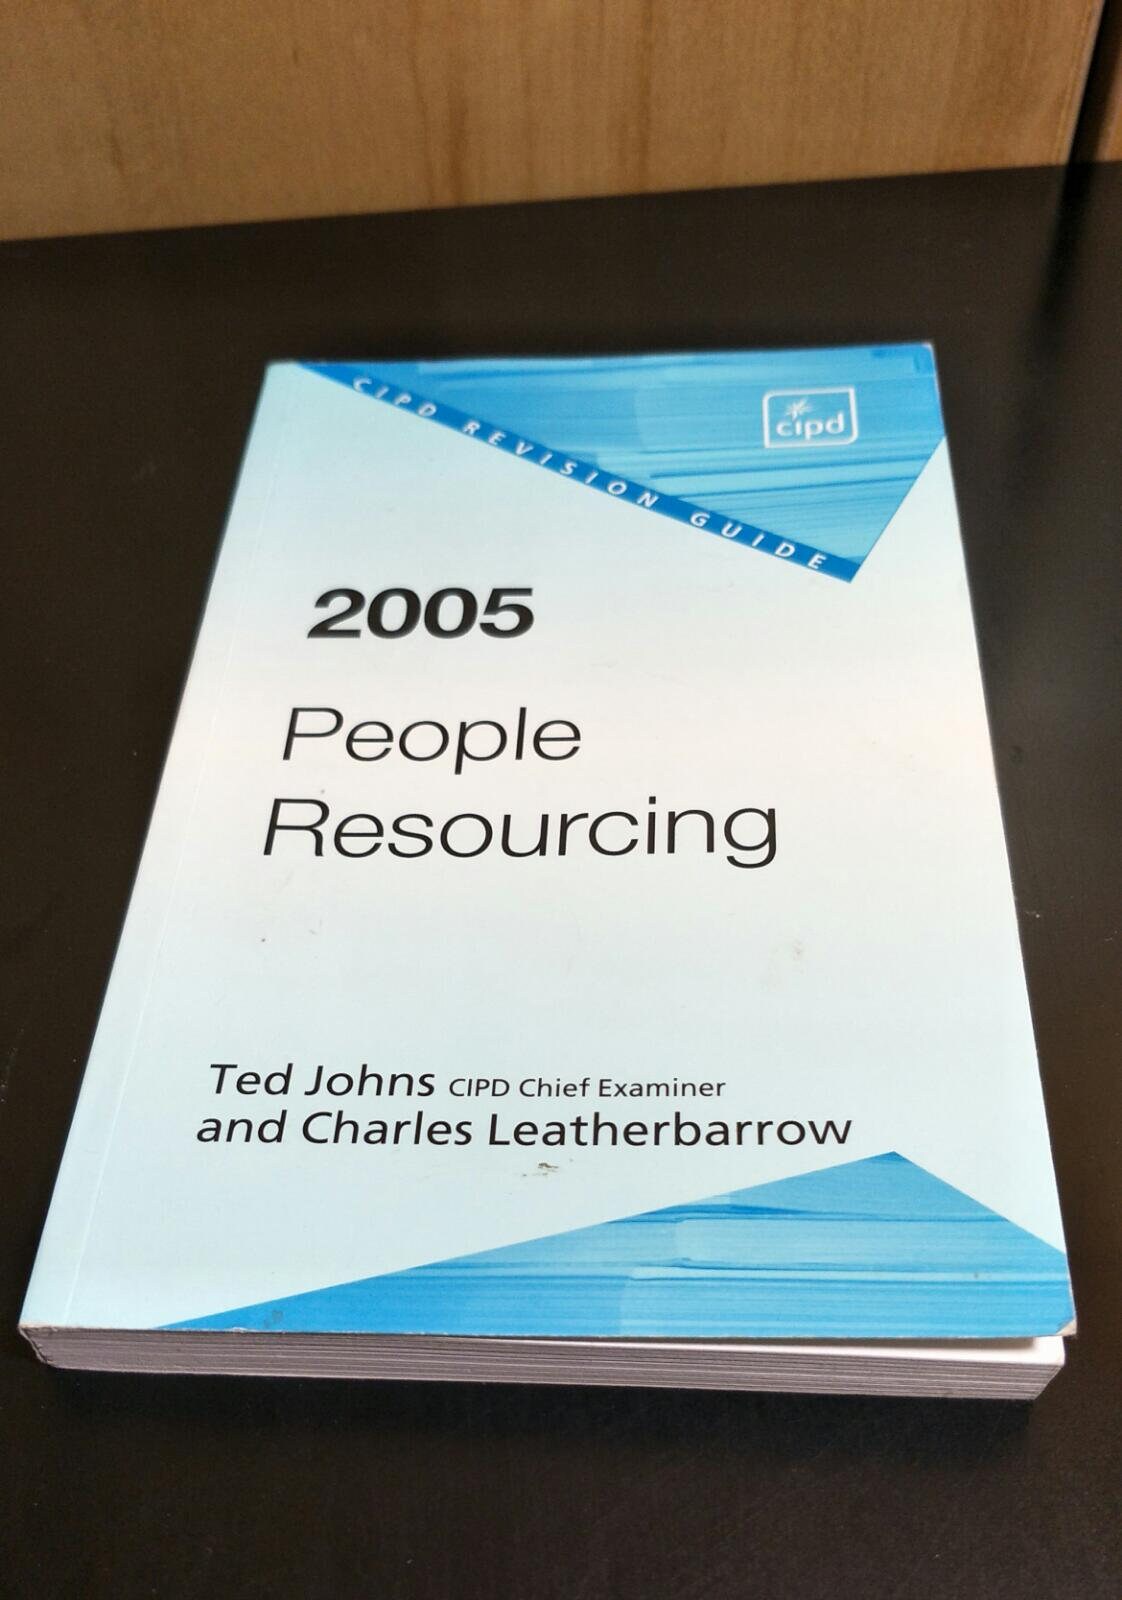 CIPD REVISION GUIDE
cipd
2005
People
Resourcing
Ted Johns CIPD Chief Examiner
and Charles Leatherbarrow